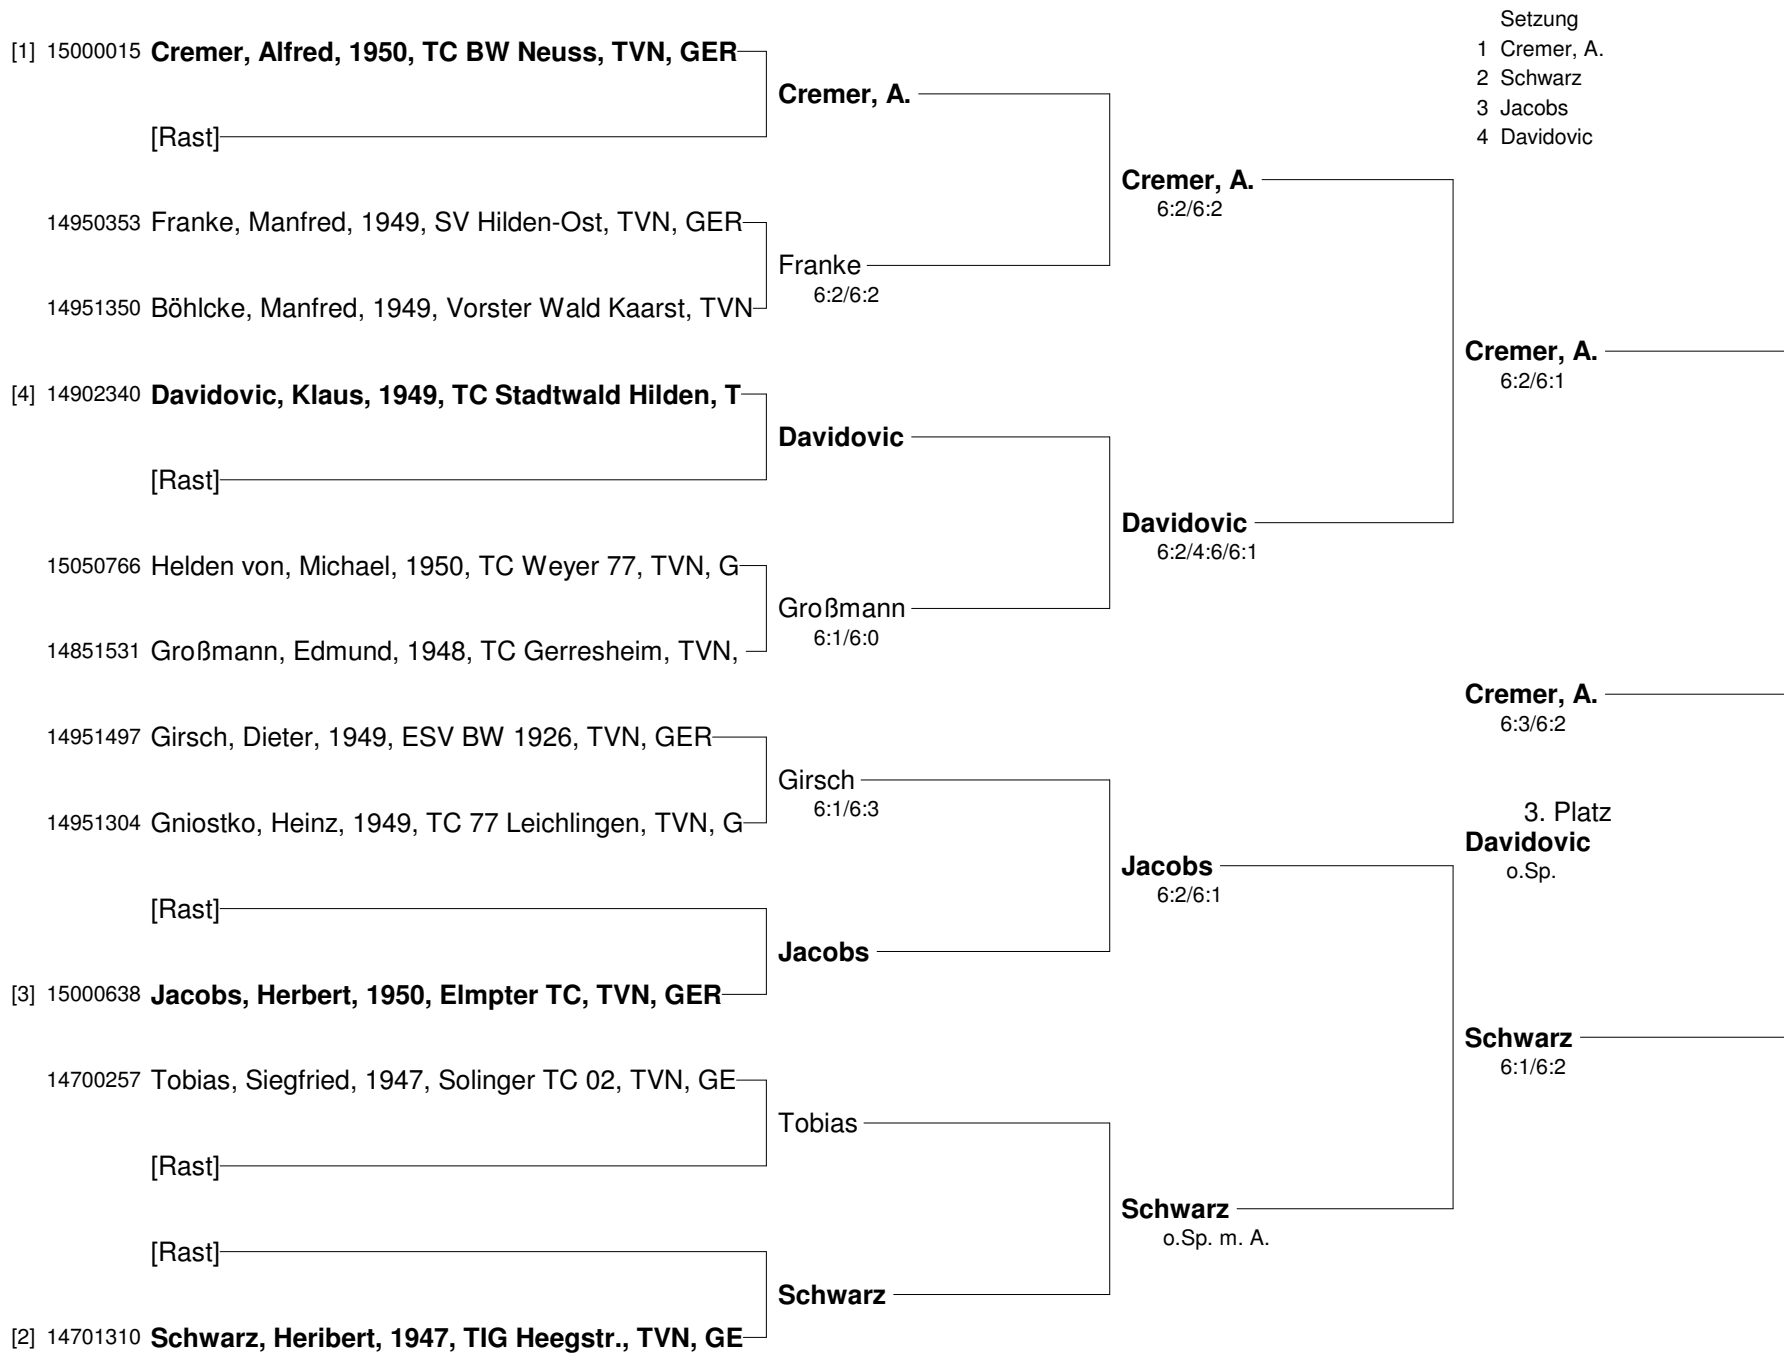 Setzung
1 Cremer, A.
2 Schwarz
3 Jacobs
4 Davidovic
[1] 15000015 Cremer, Alfred, 1950, TC BW Neuss, TVN, GER
[Rast]
14950353 Franke, Manfred, 1949, SV Hilden-Ost, TVN, GER
14951350 Böhlcke, Manfred, 1949, Vorster Wald Kaarst, TVN
[4] 14902340 Davidovic, Klaus, 1949, TC Stadtwald Hilden, T
[Rast]
15050766 Helden von, Michael, 1950, TC Weyer 77, TVN, G
14851531 Großmann, Edmund, 1948, TC Gerresheim, TVN,
14951497 Girsch, Dieter, 1949, ESV BW 1926, TVN, GER
14951304 Gniostko, Heinz, 1949, TC 77 Leichlingen, TVN, G
[Rast]
[3] 15000638 Jacobs, Herbert, 1950, Elmpter TC, TVN, GER
14700257 Tobias, Siegfried, 1947, Solinger TC 02, TVN, GE
[Rast]
[Rast]
[2] 14701310 Schwarz, Heribert, 1947, TIG Heegstr., TVN, GE
Cremer, A.
Franke
6:2/6:2
Davidovic
Großmann
6:1/6:0
Girsch
6:1/6:3
Jacobs
Tobias
Schwarz
Cremer, A.
6:2/6:2
Davidovic
6:2/4:6/6:1
Jacobs
6:2/6:1
Schwarz
o.Sp. m. A.
Cremer, A.
6:2/6:1
Cremer, A.
6:3/6:2
3. Platz
Davidovic
o.Sp.
Schwarz
6:1/6:2